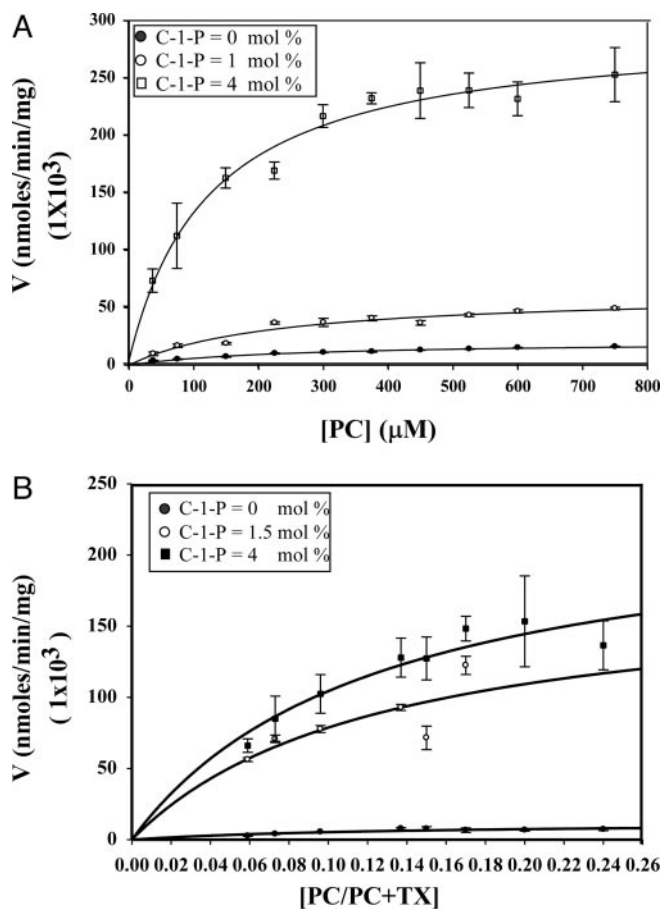 A
300
250
200
150
100
50
0
V (nmoles/min/mg)
(1X10³)
C-1-P = 0 mol %
C-1-P = 1 mol %
C-1-P = 4 mol %
0 100 200 300 400 500 600 700 800
[PC] (µM)
B
250
200
150
100
50
0
V (nmoles/min/mg)
( 1x10³)
C-1-P = 0 mol %
C-1-P = 1.5 mol %
C-1-P = 4 mol %
0.00 0.02 0.04 0.06 0.08 0.10 0.12 0.14 0.16 0.18 0.20 0.22 0.24 0.26
[PC/PC+TX]